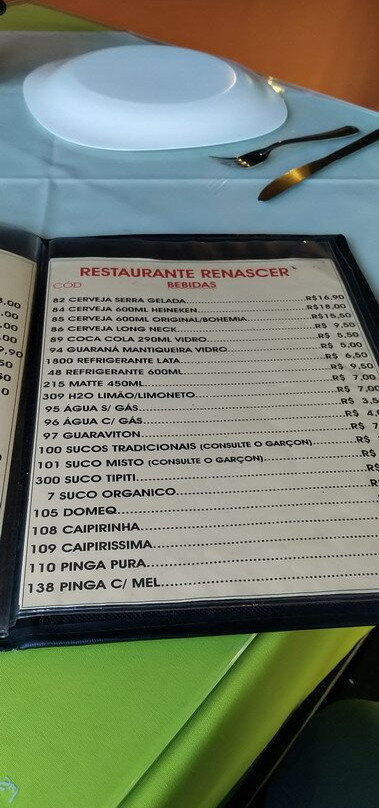 RESTAURANTE RENASCER
CÓD BEBIDAS
82 CERVEJA SERRA GELADA R$16,90
84 CERVEJA 600ML HEINEKEN R$18,00
85 CERVEJA 600ML ORIGINAL/BOHEMIA R$15,50
86 CERVEJA LONG NECK R$ 9,50
89 COCA COLA 290ML VIDRO R$ 5,50
94 GUARANÁ MANTIQUEIRA VIDRO R$ 5,00
1800 REFRIGERANTE LATA R$ 6,50
48 REFRIGERANTE 600ML R$ 9,50
215 MATTE 450ML R$ 7,00
309 H2O LIMÃO/LIMONETO R$ 7,0
95 ÁGUA S/ GÁS R$ 3,5
96 ÁGUA C/ GÁS R$ 4,
97 GUARAVITON R$ 7
100 SUCOS TRADICIONAIS (CONSULTE O GARÇON) R$
101 SUCO MISTO (CONSULTE O GARÇON) R$
300 SUCO TIPITI R$
7 SUCO ORGANICO R$
105 DOMEQ
108 CAIPIRINHA
109 CAIPIRISSIMA
110 PINGA PURA
138 PINGA C/ MEL